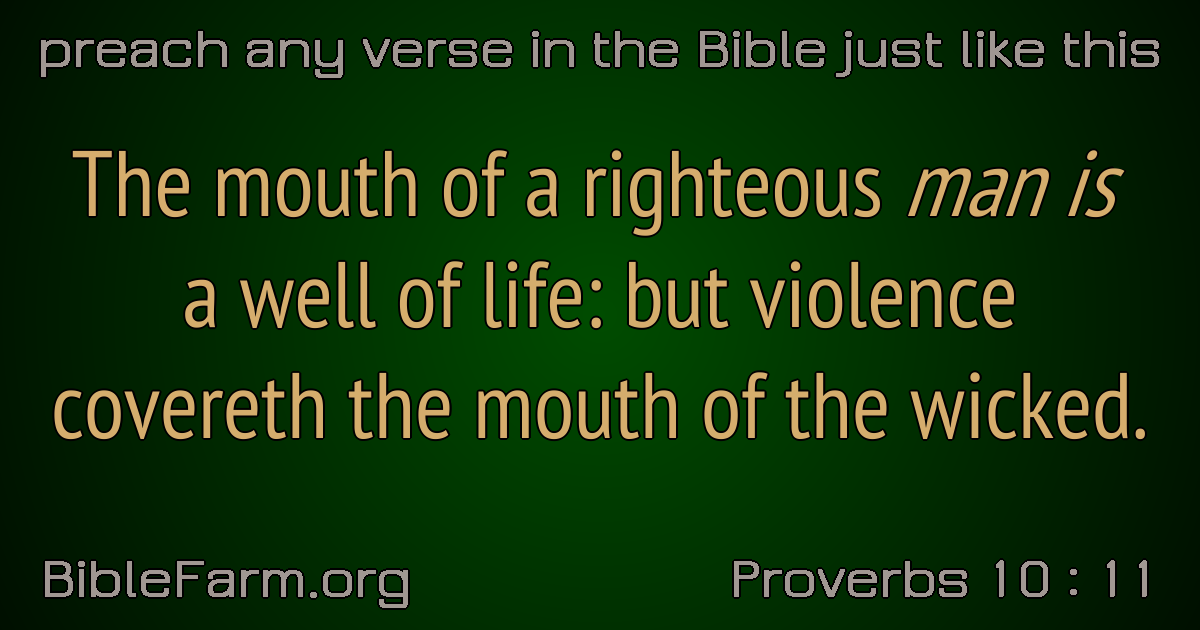 preach any verse in the Bible just like this
The mouth of a righteous man is
a well of life: but violence
covereth the mouth of the wicked.
BibleFarm.org
Proverbs 10 : 11